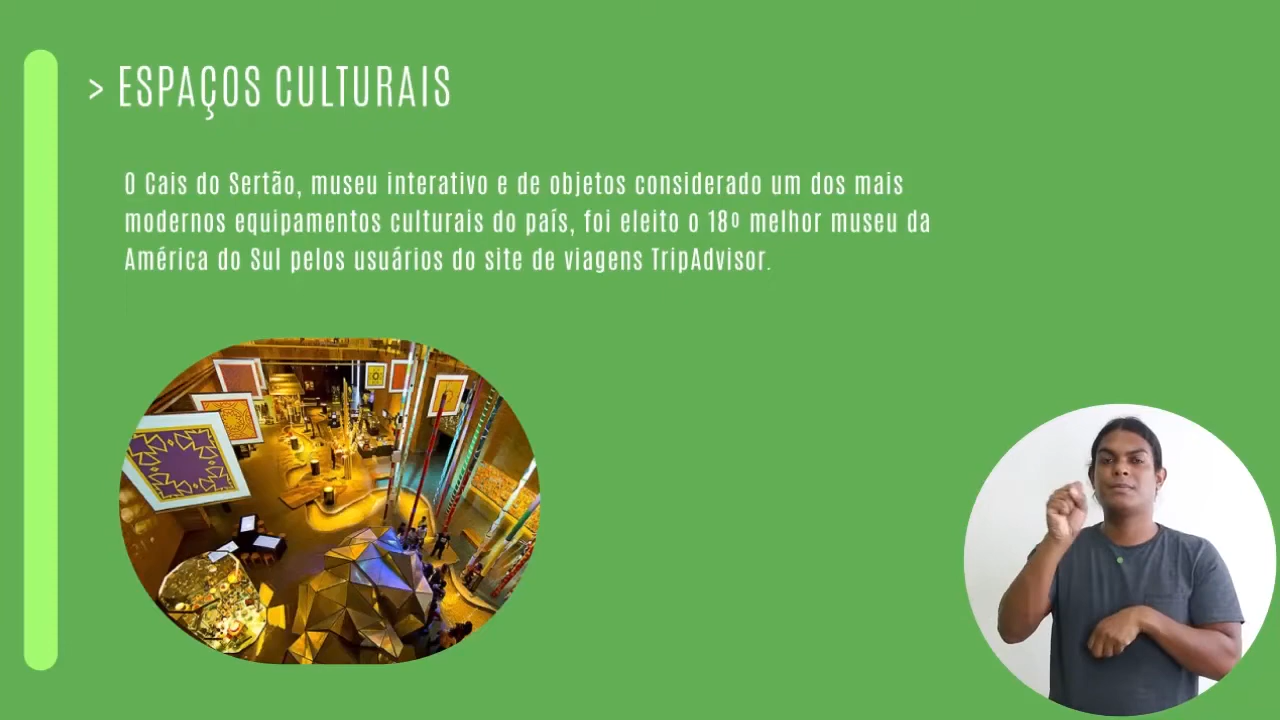 > ESPAÇOS CULTURAIS
O Cais do Sertão, museu interativo e de objetos considerado um dos mais
modernos equipamentos culturais do país, foi eleito o 18º melhor museu da
América do Sul pelos usuários do site de viagens TripAdvisor.